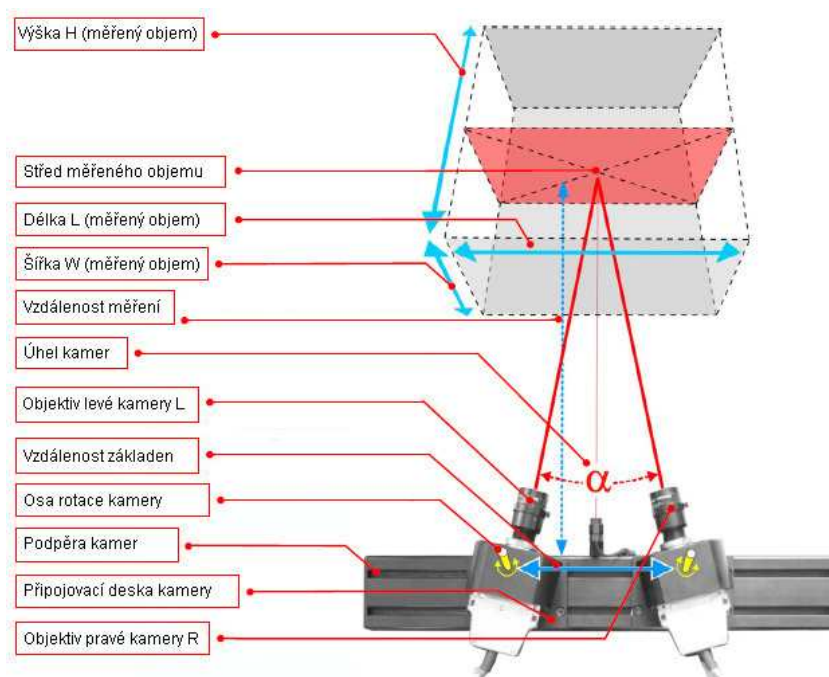 Výška H (měřený objem)
Střed měřeného objemu
Délka L (měřený objem)
Šířka W (měřený objem)
Vzdálenost měření
Úhel kamer
Objektiv levé kamery L
Vzdálenost základen
Osa rotace kamery
Podpěra kamer
Připojovací deska kamery
Objektiv pravé kamery R
α